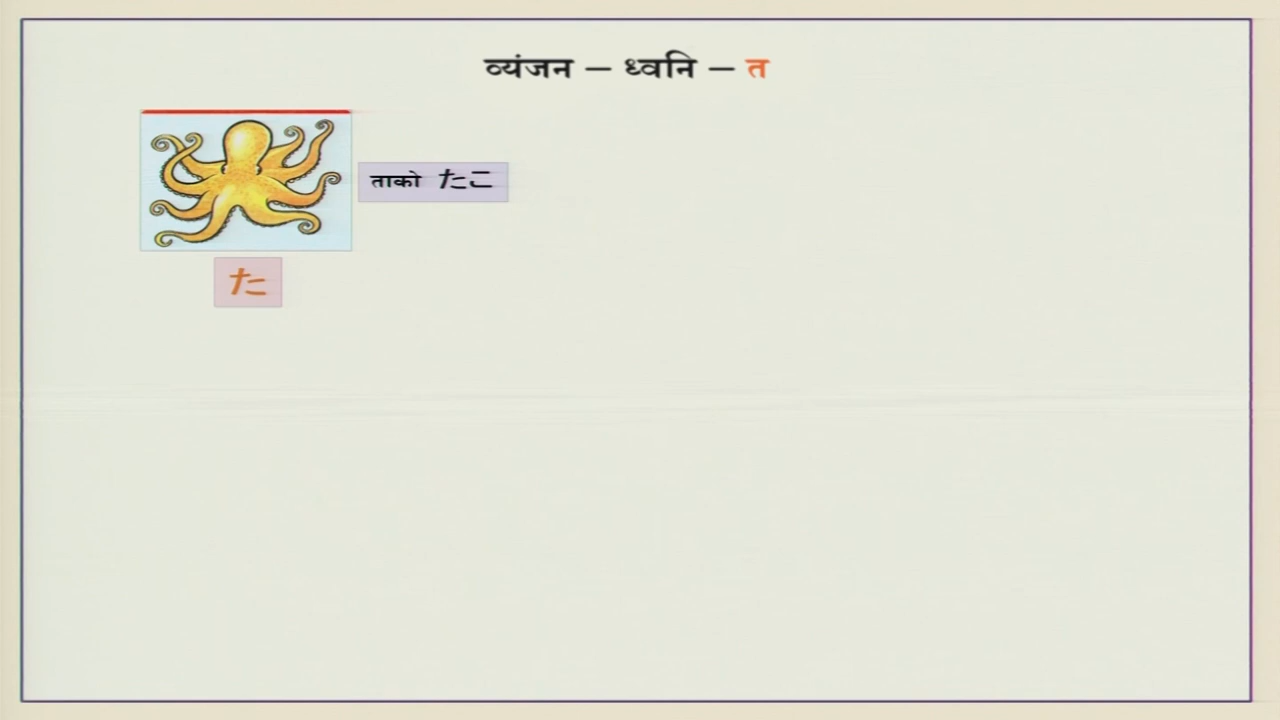 व्यंजन – ध्वनि – त
ताको たこ
た